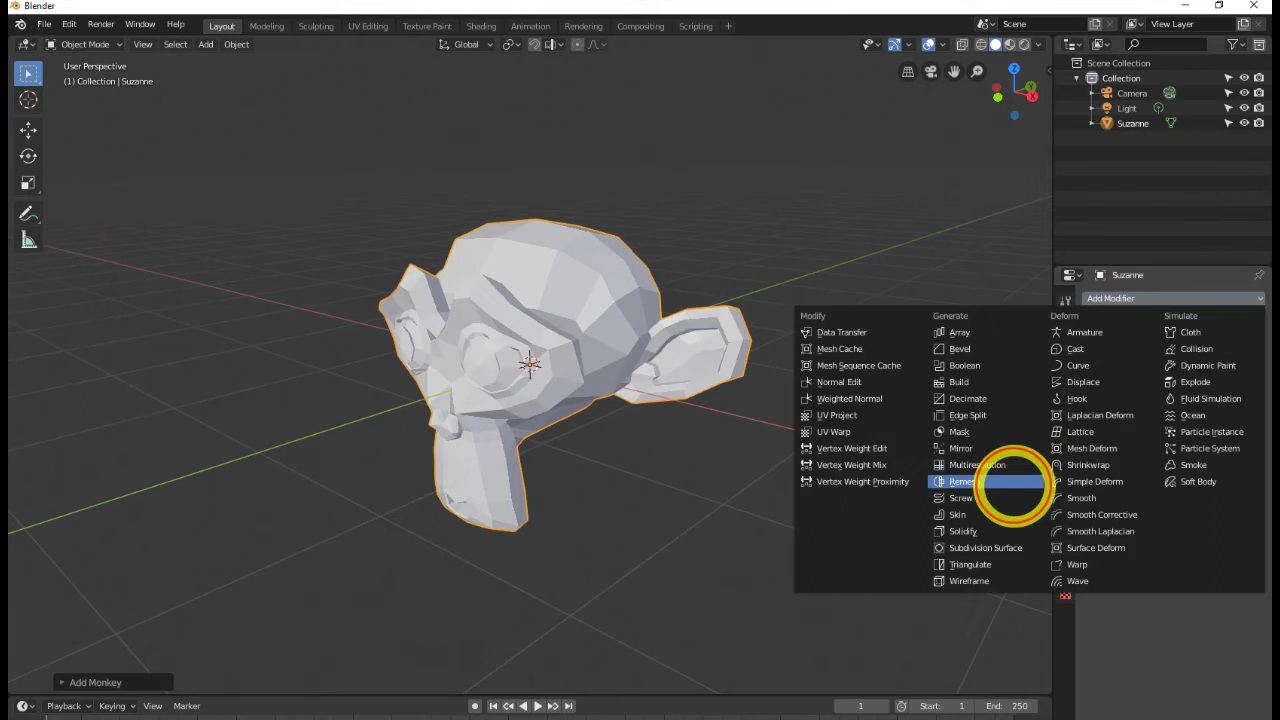 Blender
File Edit Render Window Help
Layout Modeling Sculpting UV Editing Texture Paint Shading Animation Rendering Compositing Scripting +
Scene
View Layer
Object Mode View Select Add Object
Global
User Perspective
(1) Collection | Suzanne
Z
Y
X
Scene Collection
Collection
Camera
Light
Suzanne
Suzanne
Add Modifier
Modify
Data Transfer
Mesh Cache
Mesh Sequence Cache
Normal Edit
Weighted Normal
UV Project
UV Warp
Vertex Weight Edit
Vertex Weight Mix
Vertex Weight Proximity
Generate
Array
Bevel
Boolean
Build
Decimate
Edge Split
Mask
Mirror
Multiresolution
Remesh
Screw
Skin
Solidify
Subdivision Surface
Triangulate
Wireframe
Deform
Armature
Cast
Curve
Displace
Hook
Laplacian Deform
Lattice
Mesh Deform
Shrinkwrap
Simple Deform
Smooth
Smooth Corrective
Smooth Laplacian
Surface Deform
Warp
Wave
Simulate
Cloth
Collision
Dynamic Paint
Explode
Fluid Simulation
Ocean
Particle Instance
Particle System
Smoke
Soft Body
Add Monkey
Playback Keying View Marker
1
Start: 1
End: 250